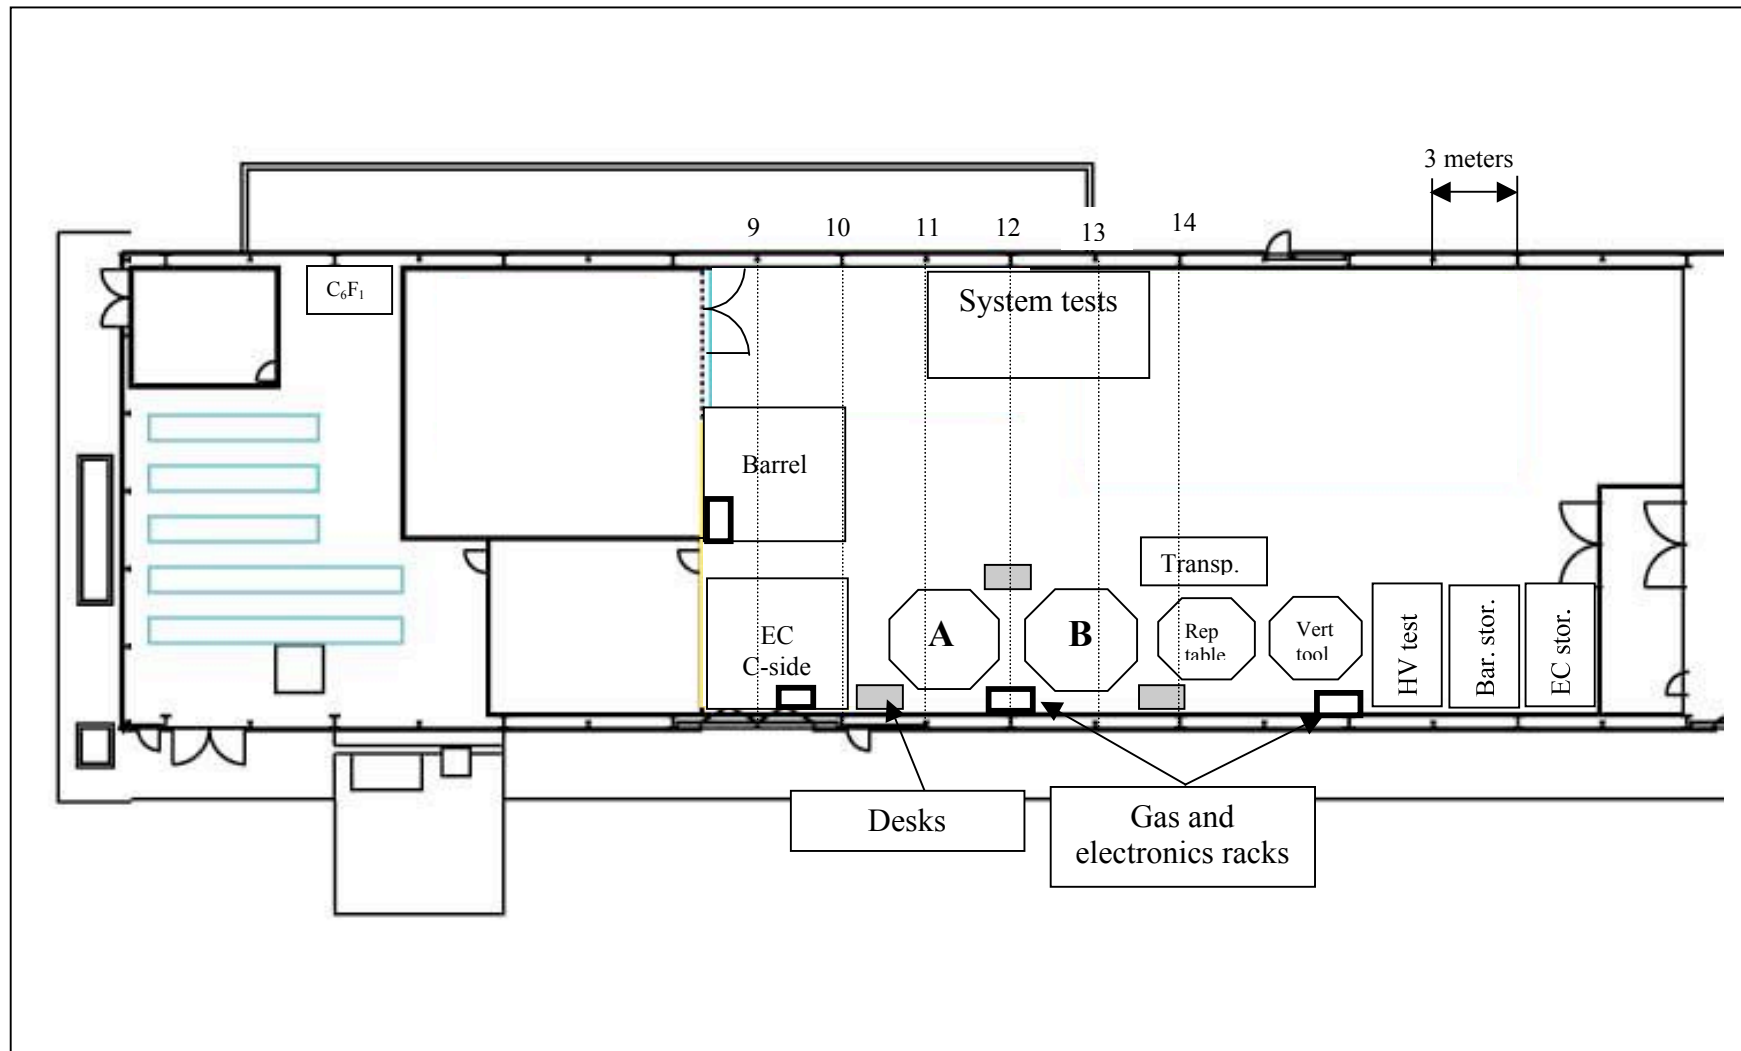 3 meters
9
10
11
12
13
14
C₆F₁
System tests
Barrel
Transp.
EC
C-side
A
B
Rep
table
Vert
tool
HV test
Bar. stor.
EC stor.
Desks
Gas and
electronics racks